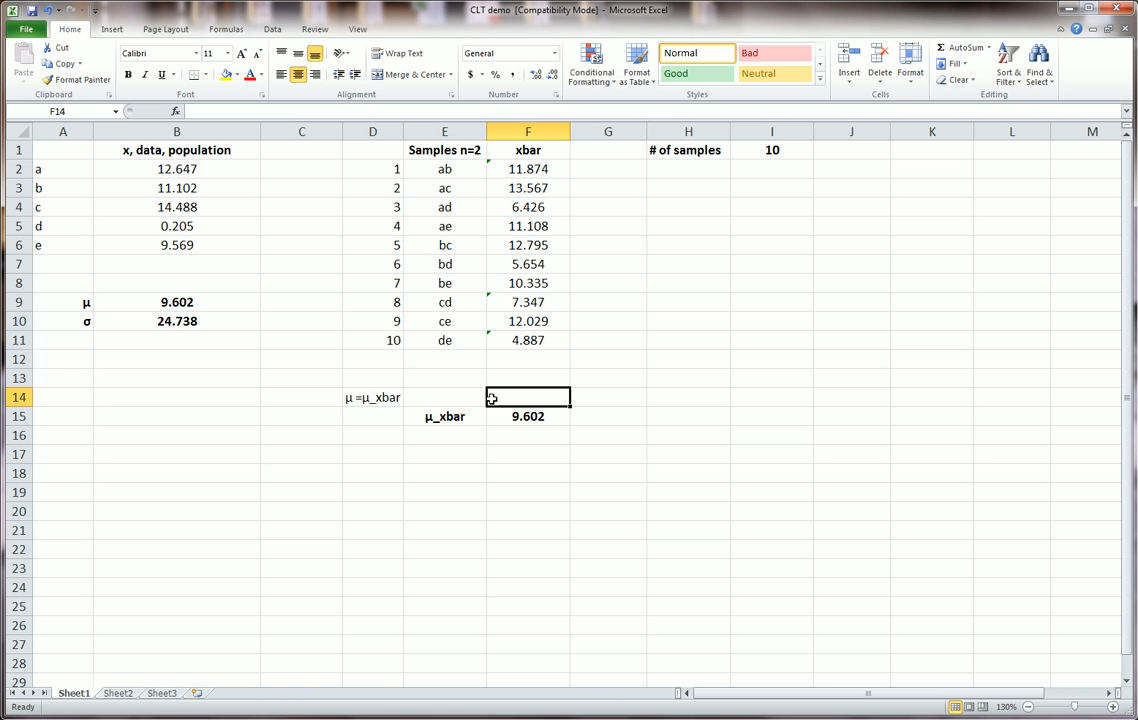 CLT demo [Compatibility Mode] - Microsoft Excel
File Home Insert Page Layout Formulas Data Review View
Paste Cut Copy Format Painter Clipboard
Calibri 11 Font
Wrap Text Merge & Center Alignment
General $ % , Number
Conditional Formatting Format as Table Normal Bad Good Neutral Styles
Insert Delete Format Cells
AutoSum Fill Clear Sort & Filter Find & Select Editing
F14 fx
A B C D E F G H I J K L M
1 x, data, population Samples n=2 xbar # of samples 10
2 a 12.647 1 ab 11.874
3 b 11.102 2 ac 13.567
4 c 14.488 3 ad 6.426
5 d 0.205 4 ae 11.108
6 e 9.569 5 bc 12.795
7 6 bd 5.654
8 7 be 10.335
9 μ 9.602 8 cd 7.347
10 σ 24.738 9 ce 12.029
11 10 de 4.887
12
13
14 μ =μ_xbar
15 μ_xbar 9.602
16
17
18
19
20
21
22
23
24
25
26
27
28
29
Sheet1 Sheet2 Sheet3
Ready 130%